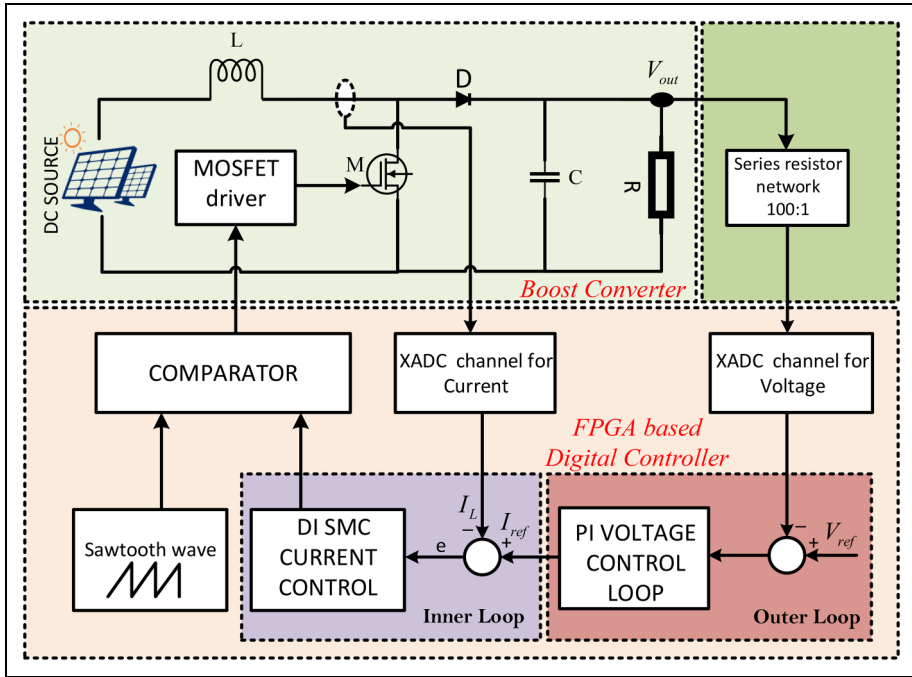 L
D
V_out
DC SOURCE
MOSFET
driver
M
C
R
Series resistor
network
100:1
Boost Converter
COMPARATOR
XADC channel for
Current
XADC channel for
Voltage
FPGA based
Digital Controller
Sawtooth wave
DI SMC
CURRENT
CONTROL
e
I_L
−
I_ref
+
Inner Loop
PI VOLTAGE
CONTROL
LOOP
−
+
V_ref
Outer Loop